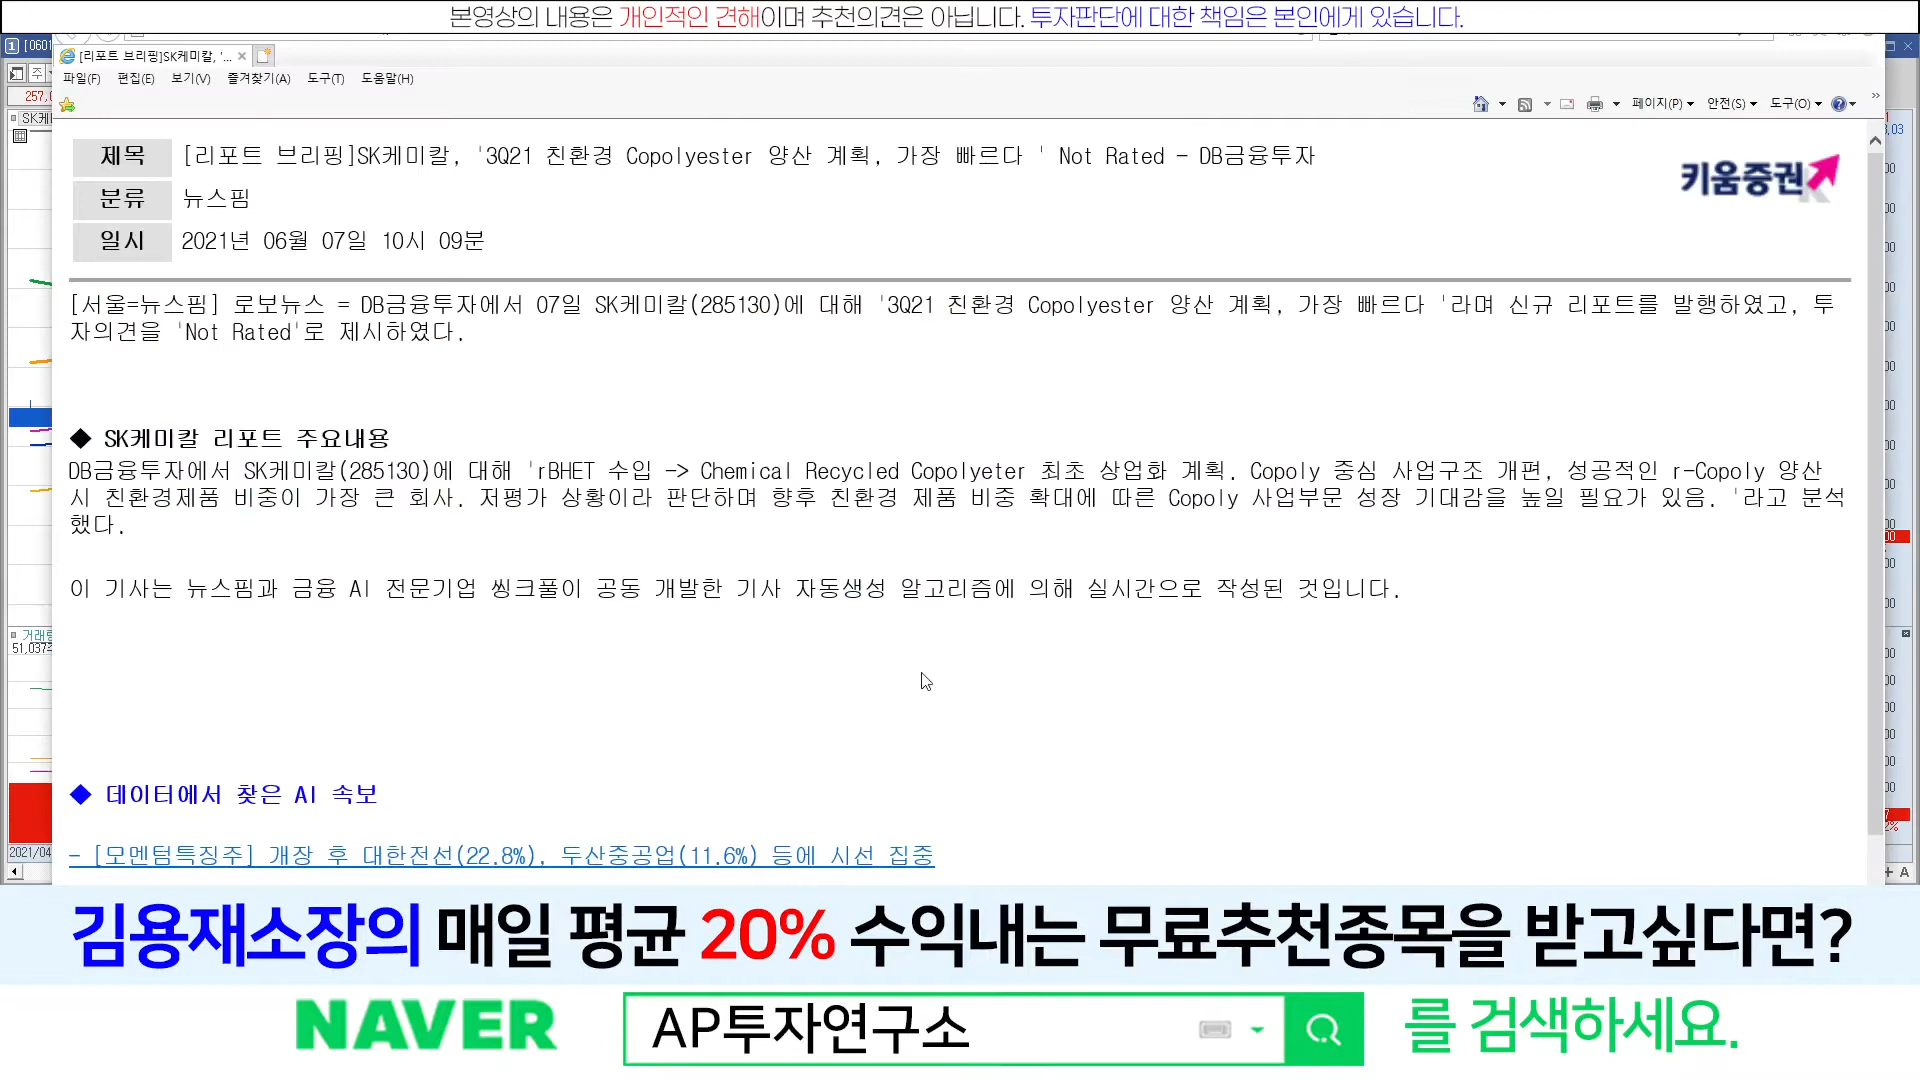 본영상의 내용은 개인적인 견해이며 추천의견은 아닙니다. 투자판단에 대한 책임은 본인에게 있습니다.
1 [0601
[리포트 브리핑]SK케미칼, '...
파일(F) 편집(E) 보기(V) 즐겨찾기(A) 도구(T) 도움말(H)
페이지(P) 안전(S) 도구(O)
제목 [리포트 브리핑]SK케미칼, '3Q21 친환경 Copolyester 양산 계획, 가장 빠르다 ' Not Rated - DB금융투자
키움증권
분류 뉴스핌
일시 2021년 06월 07일 10시 09분
[서울=뉴스핌] 로보뉴스 = DB금융투자에서 07일 SK케미칼(285130)에 대해 '3Q21 친환경 Copolyester 양산 계획, 가장 빠르다 '라며 신규 리포트를 발행하였고, 투
자의견을 'Not Rated'로 제시하였다.
◆ SK케미칼 리포트 주요내용
DB금융투자에서 SK케미칼(285130)에 대해 'rBHET 수입 -> Chemical Recycled Copolyeter 최초 상업화 계획. Copoly 중심 사업구조 개편, 성공적인 r-Copoly 양산
시 친환경제품 비중이 가장 큰 회사. 저평가 상황이라 판단하며 향후 친환경 제품 비중 확대에 따른 Copoly 사업부문 성장 기대감을 높일 필요가 있음. '라고 분석
했다.
이 기사는 뉴스핌과 금융 AI 전문기업 씽크풀이 공동 개발한 기사 자동생성 알고리즘에 의해 실시간으로 작성된 것입니다.
거래량
51,037주
◆ 데이터에서 찾은 AI 속보
2021/04
- [모멘텀특징주] 개장 후 대한전선(22.8%), 두산중공업(11.6%) 등에 시선 집중
김용재소장의 매일 평균 20% 수익내는 무료추천종목을 받고싶다면?
NAVER AP투자연구소 를 검색하세요.